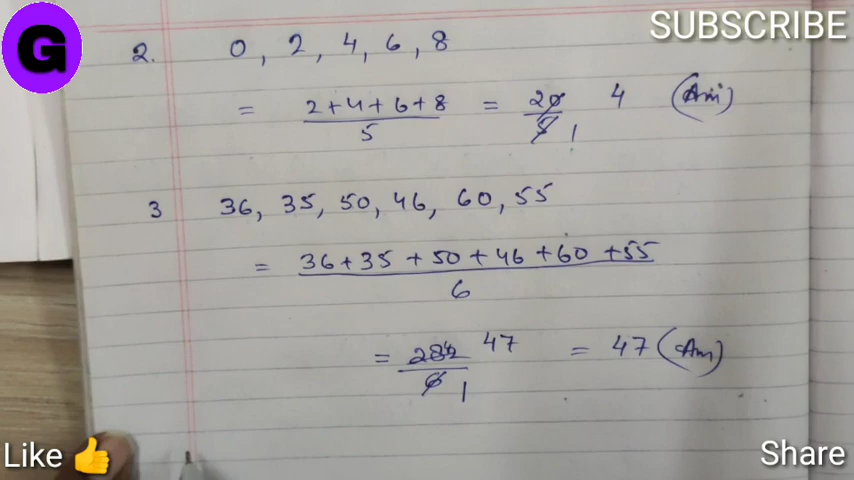 G
SUBSCRIBE
2. 0, 2, 4, 6, 8
= 2+4+6+8 / 5 = 20 / 5 1 4 (Ans)
3 36, 35, 50, 46, 60, 55
= 36+35+50+46+60+55 / 6
= 282 / 6 1 47 = 47 (Ans)
Like 👍
Share